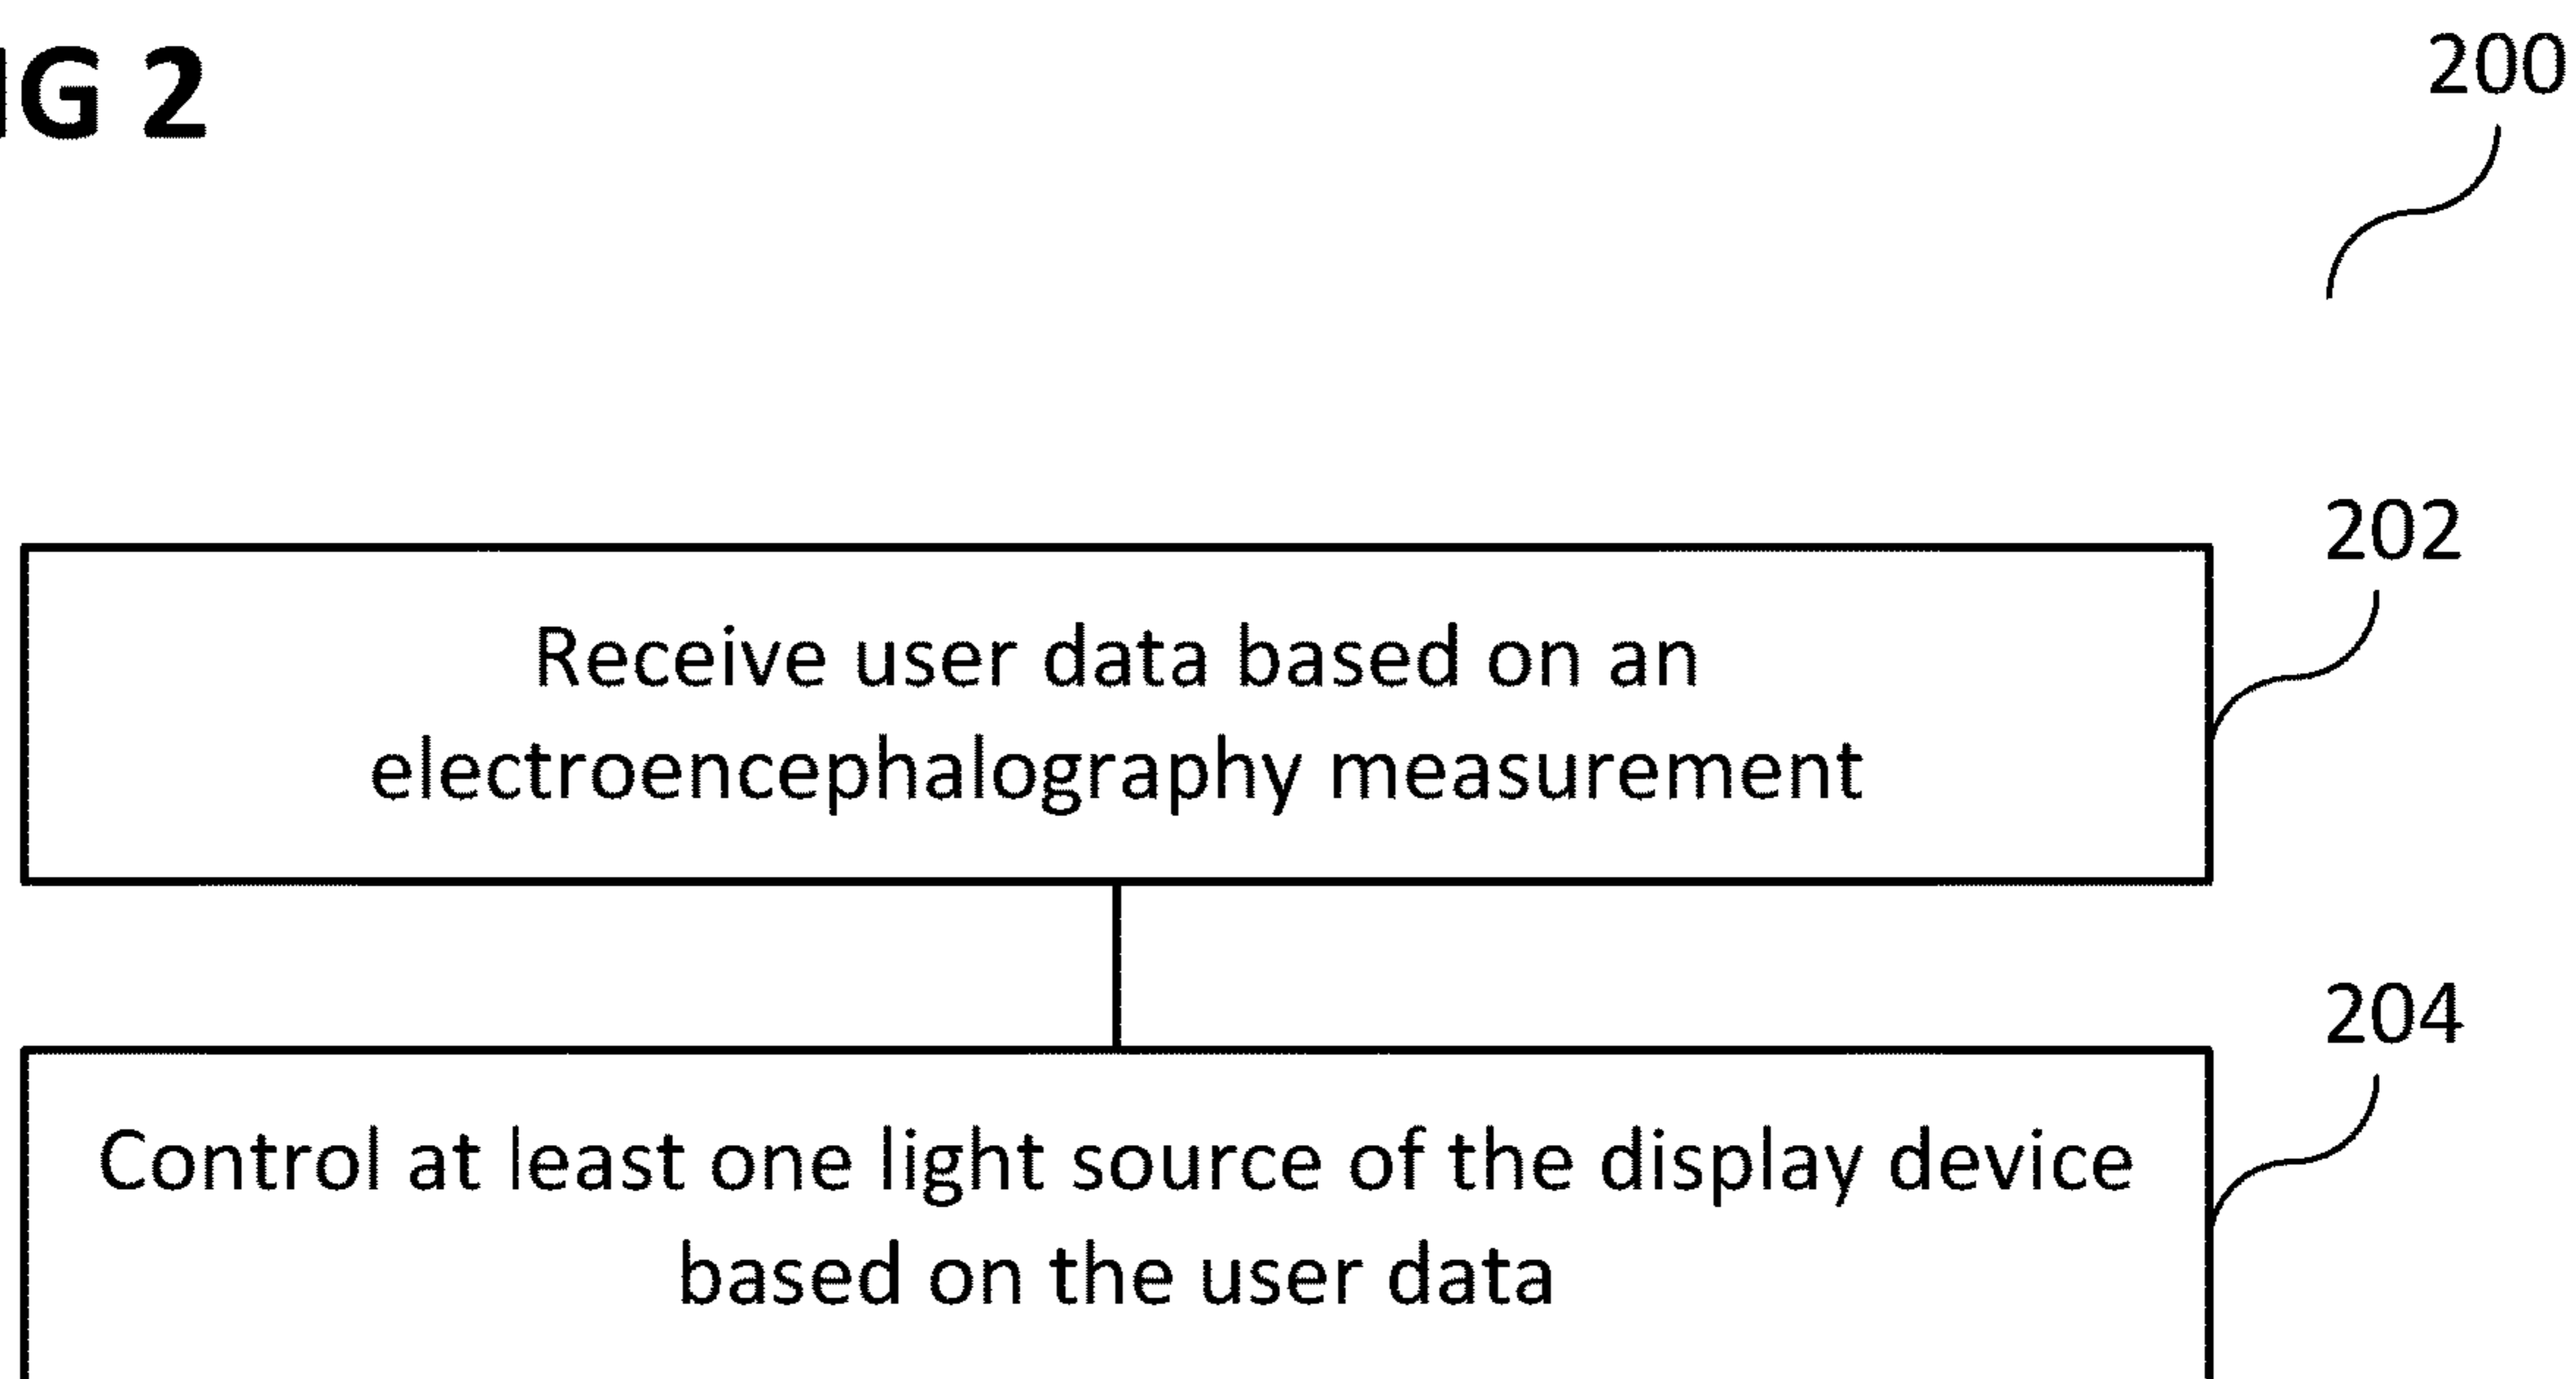 G 2
200
202
Receive user data based on an
electroencephalography measurement
204
Control at least one light source of the display device
based on the user data